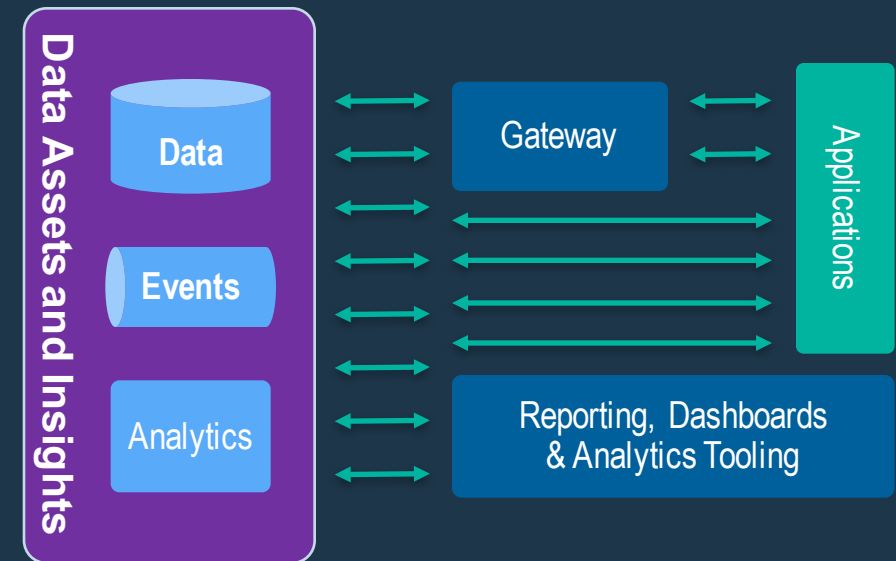 Data Assets and Insights
Data
Events
Analytics
Gateway
Applications
Reporting, Dashboards
& Analytics Tooling